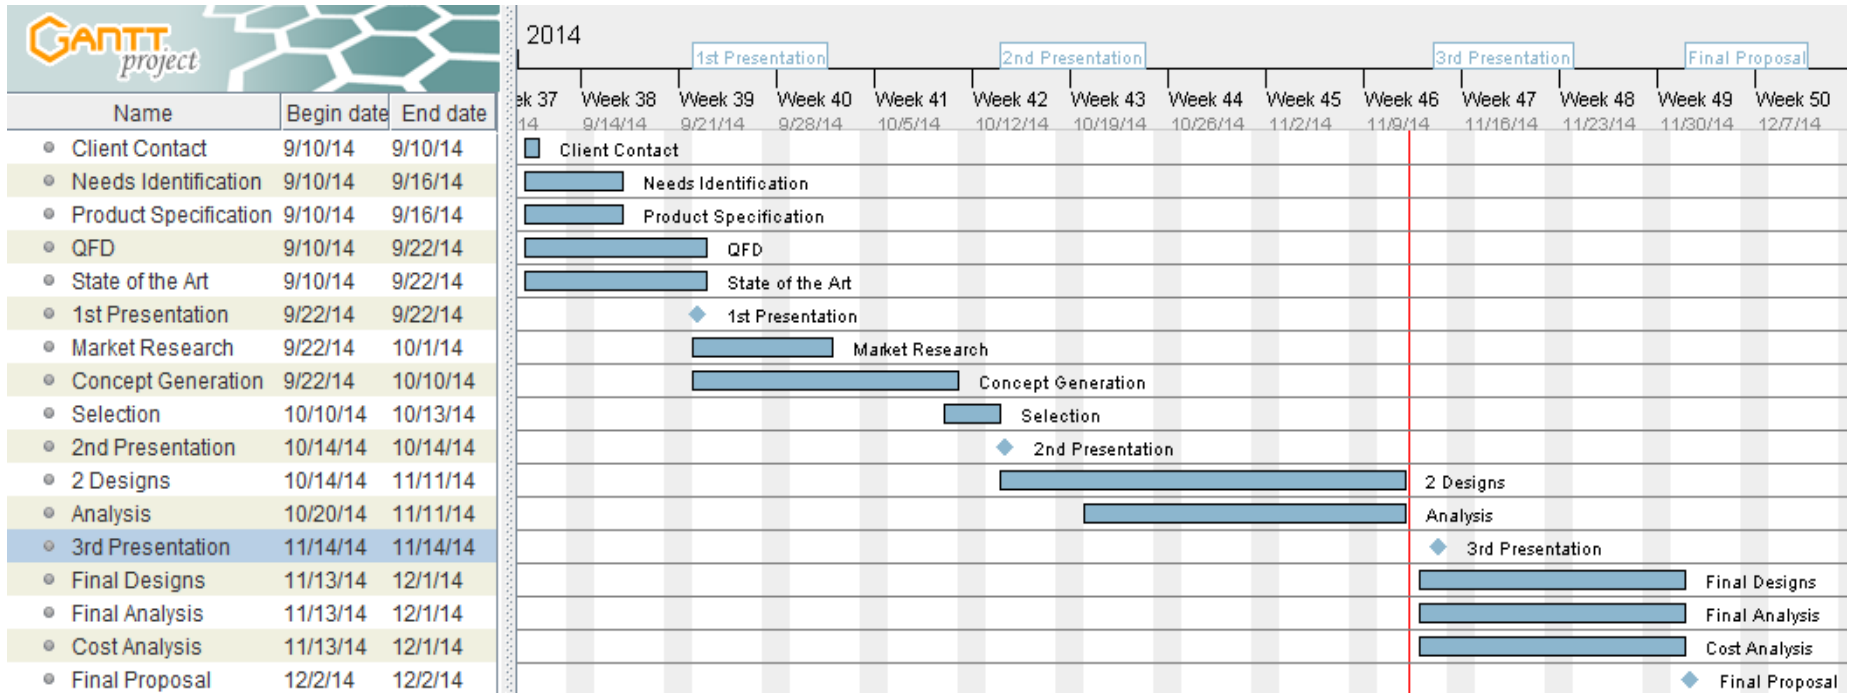 GANTT
project
2014
1st Presentation 2nd Presentation 3rd Presentation Final Proposal
Name Begin date End date
ek 37 Week 38 Week 39 Week 40 Week 41 Week 42 Week 43 Week 44 Week 45 Week 46 Week 47 Week 48 Week 49 Week 50
14 9/14/14 9/21/14 9/28/14 10/5/14 10/12/14 10/19/14 10/26/14 11/2/14 11/9/14 11/16/14 11/23/14 11/30/14 12/7/14
Client Contact 9/10/14 9/10/14 Client Contact
Needs Identification 9/10/14 9/16/14 Needs Identification
Product Specification 9/10/14 9/16/14 Product Specification
QFD 9/10/14 9/22/14 QFD
State of the Art 9/10/14 9/22/14 State of the Art
1st Presentation 9/22/14 9/22/14 1st Presentation
Market Research 9/22/14 10/1/14 Market Research
Concept Generation 9/22/14 10/10/14 Concept Generation
Selection 10/10/14 10/13/14 Selection
2nd Presentation 10/14/14 10/14/14 2nd Presentation
2 Designs 10/14/14 11/11/14 2 Designs
Analysis 10/20/14 11/11/14 Analysis
3rd Presentation 11/14/14 11/14/14 3rd Presentation
Final Designs 11/13/14 12/1/14 Final Designs
Final Analysis 11/13/14 12/1/14 Final Analysis
Cost Analysis 11/13/14 12/1/14 Cost Analysis
Final Proposal 12/2/14 12/2/14 Final Proposal